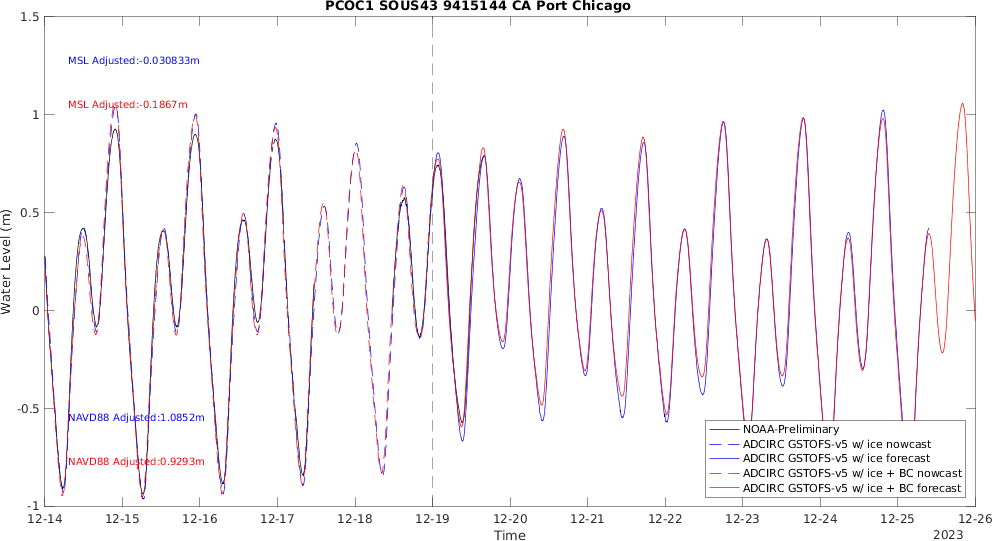 PCOC1 SOUS43 9415144 CA Port Chicago
1.5
MSL Adjusted:-0.030833m
MSL Adjusted:-0.1867m
1
0.5
Water Level (m)
0
-0.5
NAVD88 Adjusted:1.0852m
NAVD88 Adjusted:0.9293m
NOAA-Preliminary
ADCIRC GSTOFS-v5 w/ ice nowcast
ADCIRC GSTOFS-v5 w/ ice forecast
ADCIRC GSTOFS-v5 w/ ice + BC nowcast
ADCIRC GSTOFS-v5 w/ ice + BC forecast
-1
12-14 12-15 12-16 12-17 12-18 12-19 12-20 12-21 12-22 12-23 12-24 12-25 12-26
Time
2023